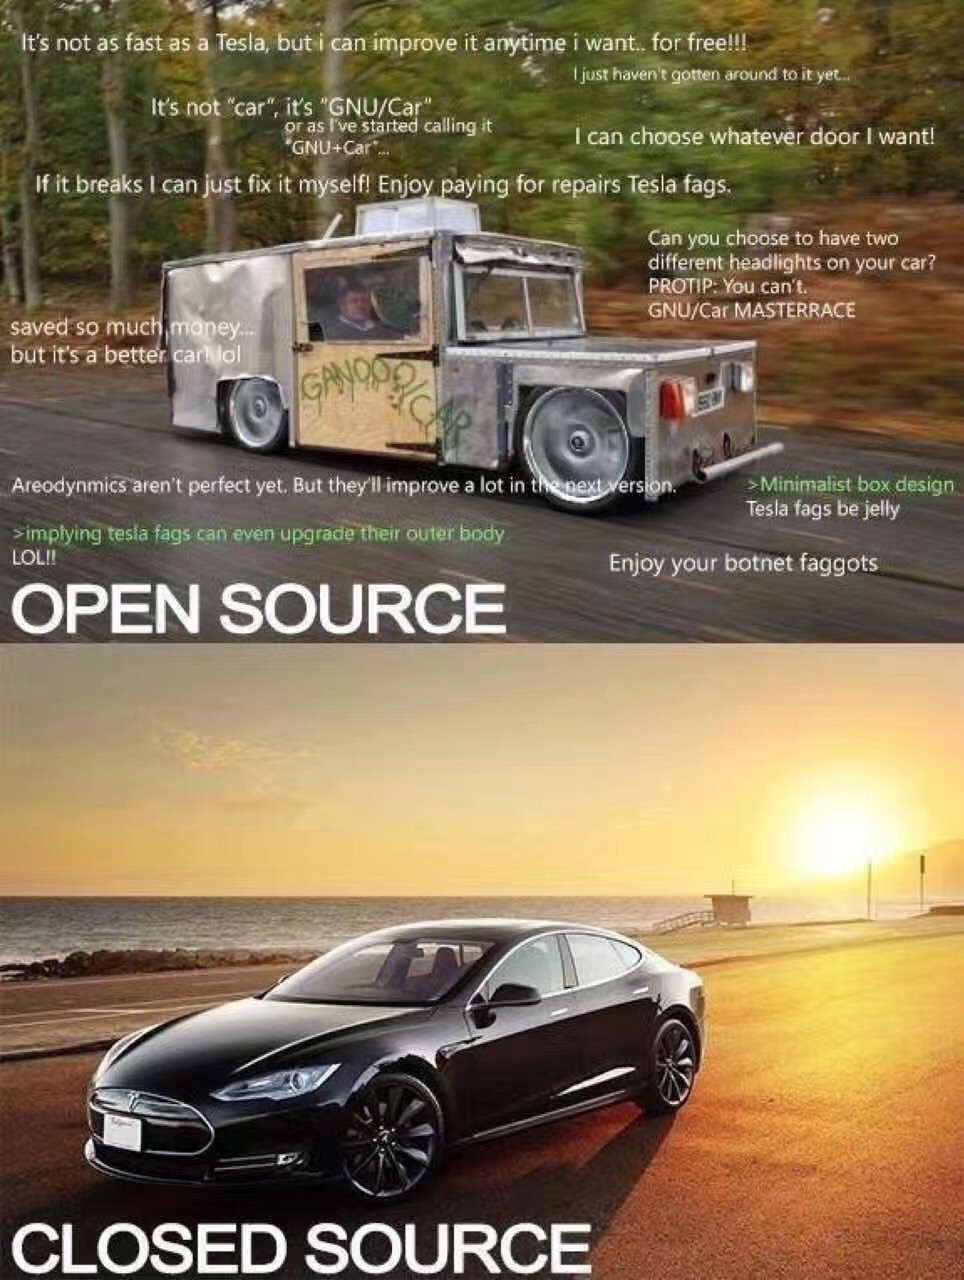 It's not as fast as a Tesla, but i can improve it anytime i want.. for free!!!
I just haven't gotten around to it yet...
It's not "car", it's "GNU/Car"
or as I've started calling it
"GNU+Car"...
I can choose whatever door I want!
If it breaks I can just fix it myself! Enjoy paying for repairs Tesla fags.
Can you choose to have two
different headlights on your car?
PROTIP: You can't.
GNU/Car MASTERRACE
saved so much money...
but it's a better car! lol
Areodynmics aren't perfect yet. But they'll improve a lot in the next version.
>Minimalist box design
Tesla fags be jelly
>implying tesla fags can even upgrade their outer body
LOL!!
Enjoy your botnet faggots
OPEN SOURCE
CLOSED SOURCE